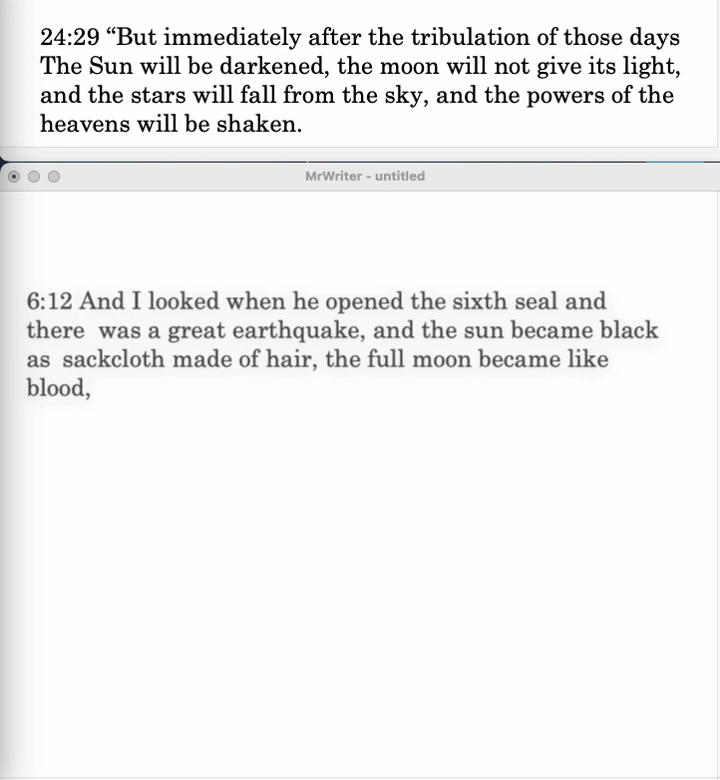 24:29 “But immediately after the tribulation of those days
The Sun will be darkened, the moon will not give its light,
and the stars will fall from the sky, and the powers of the
heavens will be shaken.
MrWriter - untitled
6:12 And I looked when he opened the sixth seal and
there  was a great earthquake, and the sun became black
as  sackcloth made of hair, the full moon became like
blood,